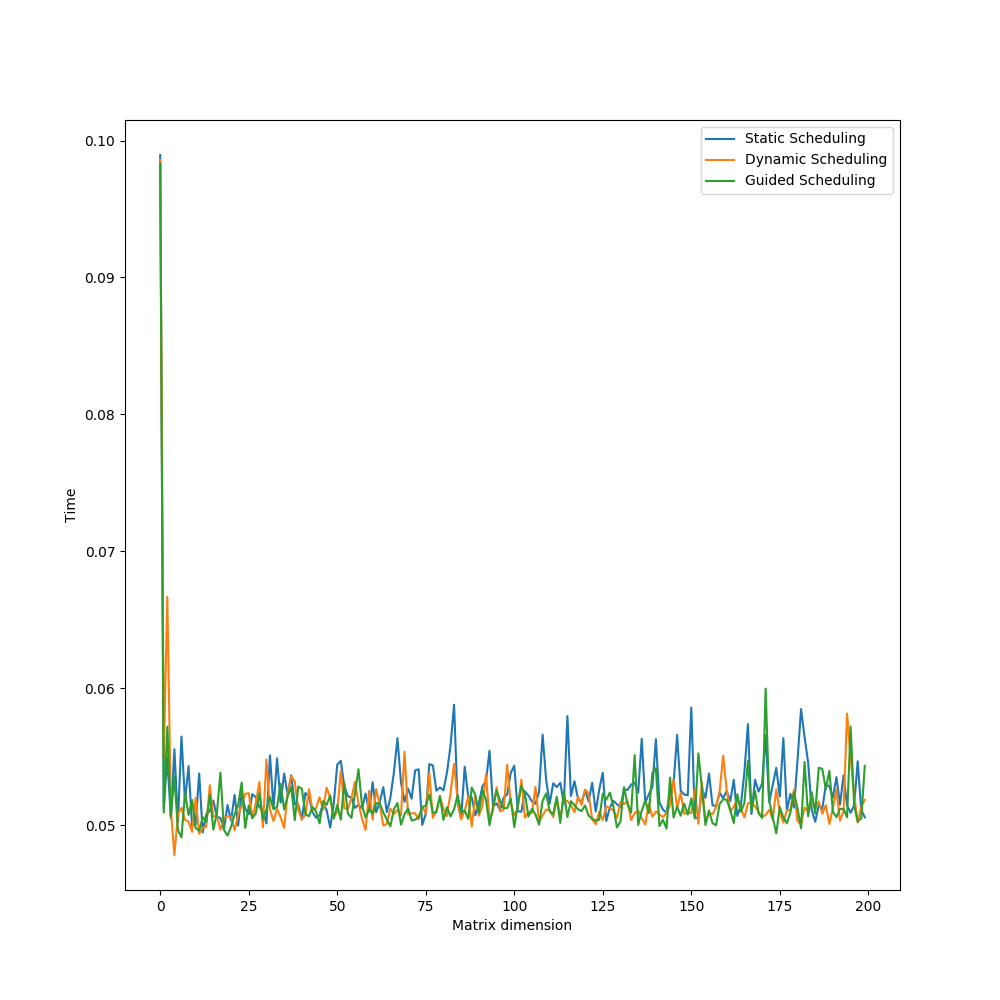 Static Scheduling
Dynamic Scheduling
Guided Scheduling
0.10
0.09
0.08
0.07
0.06
0.05
Time
0 25 50 75 100 125 150 175 200
Matrix dimension